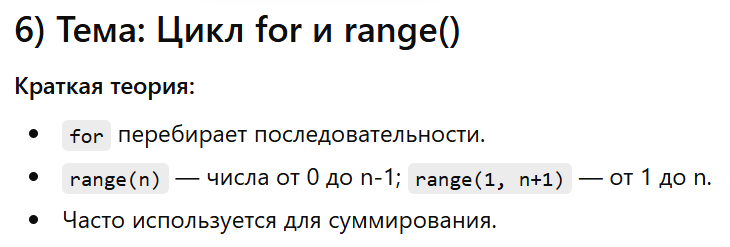 6) Тема: Цикл for и range()
Краткая теория:
• for перебирает последовательности.
• range(n) — числа от 0 до n-1; range(1, n+1) — от 1 до n.
• Часто используется для суммирования.